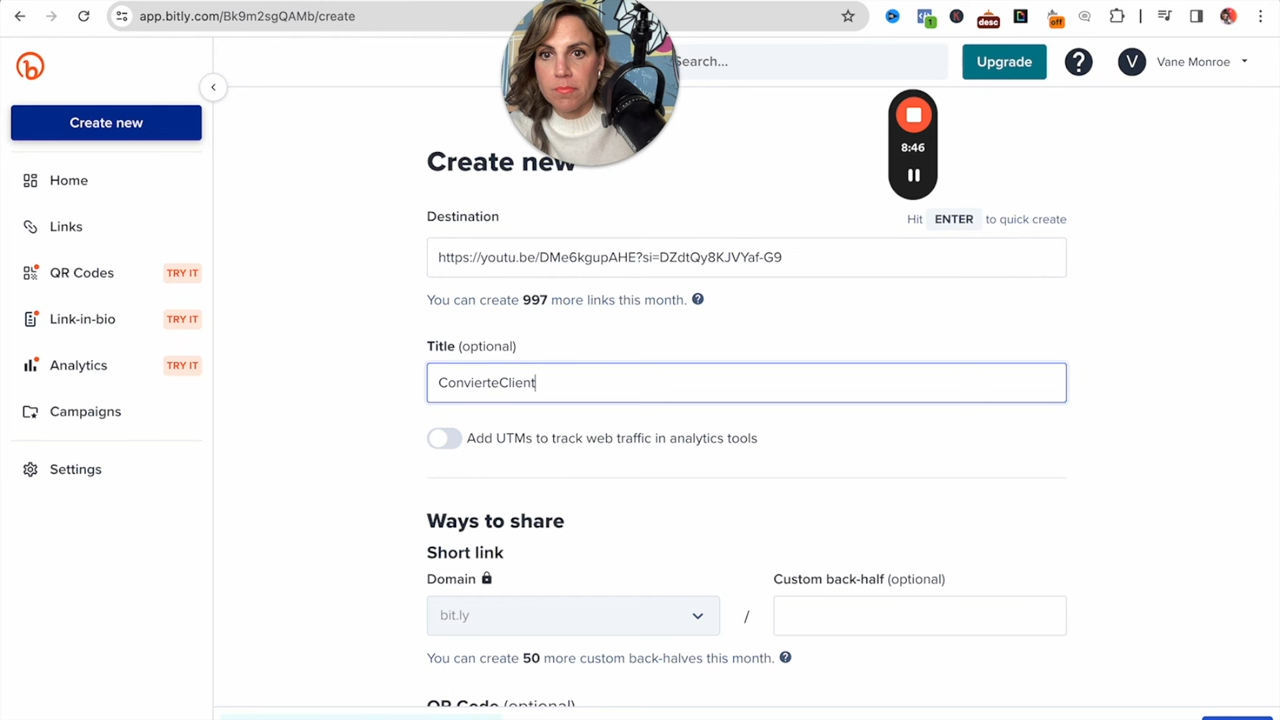 app.bitly.com/Bk9m2sgQAMb/create
1
desc
off
b
Search...
Upgrade
?
V
Vane Monroe
Create new
8:46
Home
Links
QR Codes TRY IT
Link-in-bio TRY IT
Analytics TRY IT
Campaigns
Settings
Create new
Destination
Hit ENTER to quick create
https://youtu.be/DMe6kgupAHE?si=DZdtQy8KJVYaf-G9
You can create 997 more links this month. ?
Title (optional)
ConvierteClient
Add UTMs to track web traffic in analytics tools
Ways to share
Short link
Domain
Custom back-half (optional)
bit.ly
/
You can create 50 more custom back-halves this month. ?
QR Code (optional)